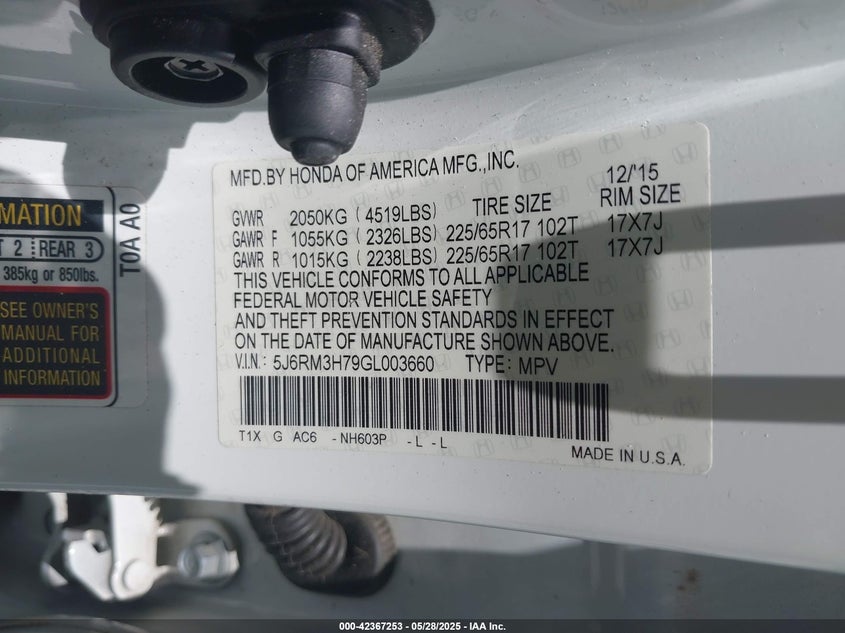 MFD.BY HONDA OF AMERICA MFG.,INC. 12/'15
GVWR 2050KG (4519LBS) TIRE SIZE RIM SIZE
GAWR F 1055KG (2326LBS) 225/65R17 102T 17X7J
GAWR R 1015KG (2238LBS) 225/65R17 102T 17X7J
THIS VEHICLE CONFORMS TO ALL APPLICABLE
FEDERAL MOTOR VEHICLE SAFETY
AND THEFT PREVENTION STANDARDS IN EFFECT
ON THE DATE OF MANUFACTURE SHOWN ABOVE.
V.I.N: 5J6RM3H79GL003660 TYPE: MPV
T1X G AC6 - NH603P - L - L
MADE IN U.S.A.
MATION
T 2 REAR 3
385kg or 850lbs.
SEE OWNER'S
MANUAL FOR
ADDITIONAL
INFORMATION
T0A A0
000-42367253 - 05/28/2025 - IAA Inc.